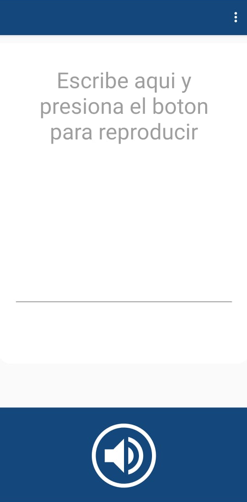 Escribe aqui y
presiona el boton
para reproducir